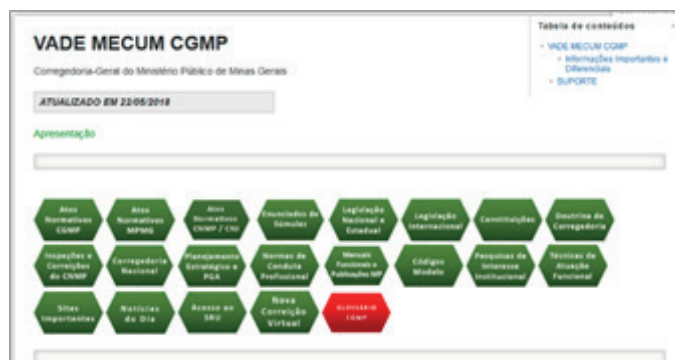 Tabela de conteúdos
VADE MECUM CGMP
VADE MECUM CGMP
Informações Importantes e
Diferenciais
SUPORTE
Corregedoria-Geral do Ministério Público de Minas Gerais
ATUALIZADO EM 22/05/2018
Apresentação
Atos
Normativos
CGMP
Atos
Normativos
MPMG
Atos
Normativos
CNMP / CNJ
Enunciados de
Súmulas
Legislação
Nacional e
Estadual
Legislação
Internacional
Constituições
Doutrina de
Corregedoria
Inspeções e
Correições
do CNMP
Corregedoria
Nacional
Planejamento
Estratégico e
PGA
Normas de
Conduta
Profissional
Manuais
Funcionais e
Publicações MP
Códigos
Modelo
Pesquisas de
Interesse
Institucional
Técnicas de
Atuação
Funcional
Sites
Importantes
Notícias
do Dia
Acesso ao
SRU
Nova
Correição
Virtual
GLOSSÁRIO
CGMP